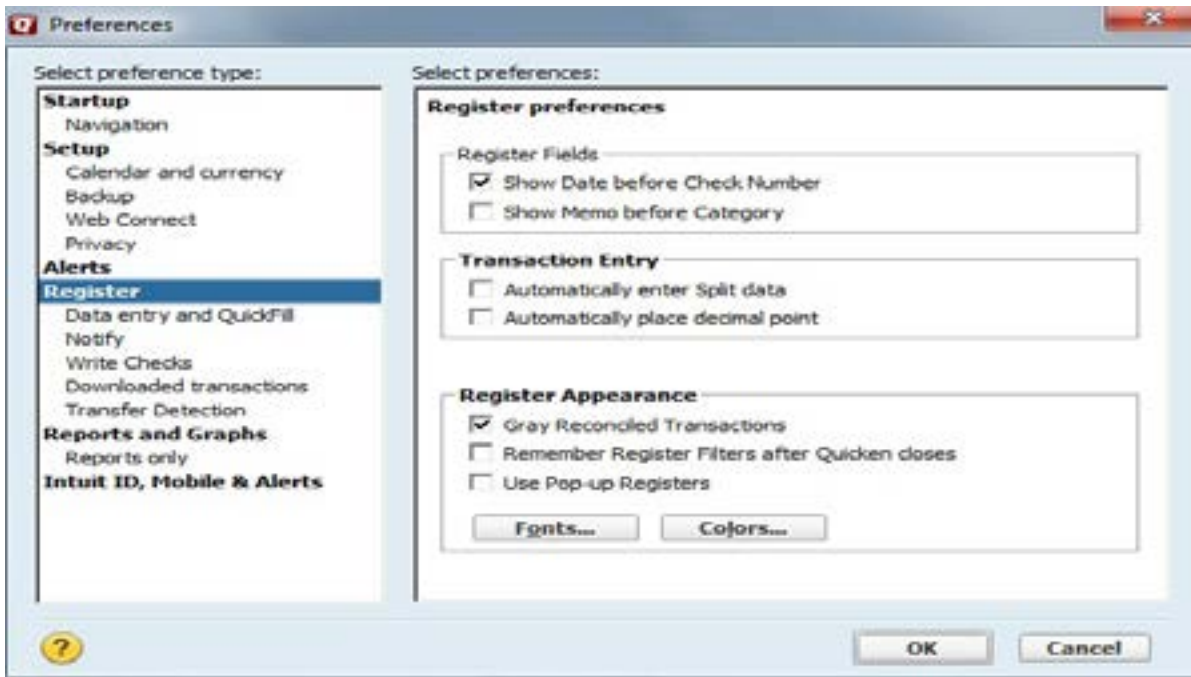 Preferences
Select preference type:
Startup
Navigation
Setup
Calendar and currency
Backup
Web Connect
Privacy
Alerts
Register
Data entry and QuickFill
Notify
Write Checks
Downloaded transactions
Transfer Detection
Reports and Graphs
Reports only
Intuit ID, Mobile & Alerts
Select preferences:
Register preferences
Register Fields
Show Date before Check Number
Show Memo before Category
Transaction Entry
Automatically enter Split data
Automatically place decimal point
Register Appearance
Gray Reconciled Transactions
Remember Register Filters after Quicken closes
Use Pop-up Registers
Fonts... Colors...
? OK Cancel